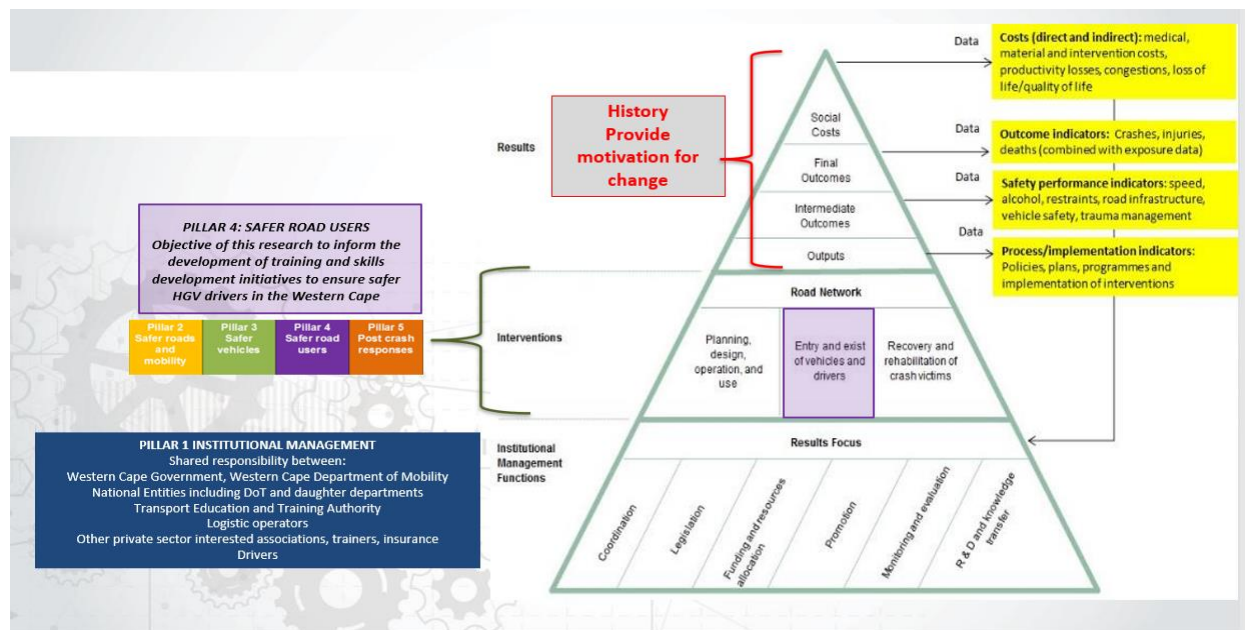 PILLAR 4: SAFER ROAD USERS
Objective of this research to inform the
development of training and skills
development initiatives to ensure safer
HGV drivers in the Western Cape
Pillar 2
Safer roads
and
mobility
Pillar 3
Safer
vehicles
Pillar 4
Safer road
users
Pillar 5
Post crash
responses
PILLAR 1 INSTITUTIONAL MANAGEMENT
Shared responsibility between:
Western Cape Government, Western Cape Department of Mobility
National Entities including DoT and daughter departments
Transport Education and Training Authority
Logistic operators
Other private sector interested associations, trainers, insurance
Drivers
Results
History
Provide
motivation for
change
Social
Costs
Final
Outcomes
Intermediate
Outcomes
Outputs
Interventions
Road Network
Planning,
design,
operation, and
use
Entry and exist
of vehicles and
drivers
Recovery and
rehabilitation of
crash victims
Institutional
Management
Functions
Results Focus
Coordination
Legislation
Funding and resources
allocation
Promotion
Monitoring and evaluation
R & D and knowledge
transfer
Data
Costs (direct and indirect): medical,
material and intervention costs,
productivity losses, congestions, loss of
life/quality of life
Data
Outcome indicators: Crashes, injuries,
deaths (combined with exposure data)
Data
Safety performance indicators: speed,
alcohol, restraints, road infrastructure,
vehicle safety, trauma management
Data
Process/implementation indicators:
Policies, plans, programmes and
implementation of interventions